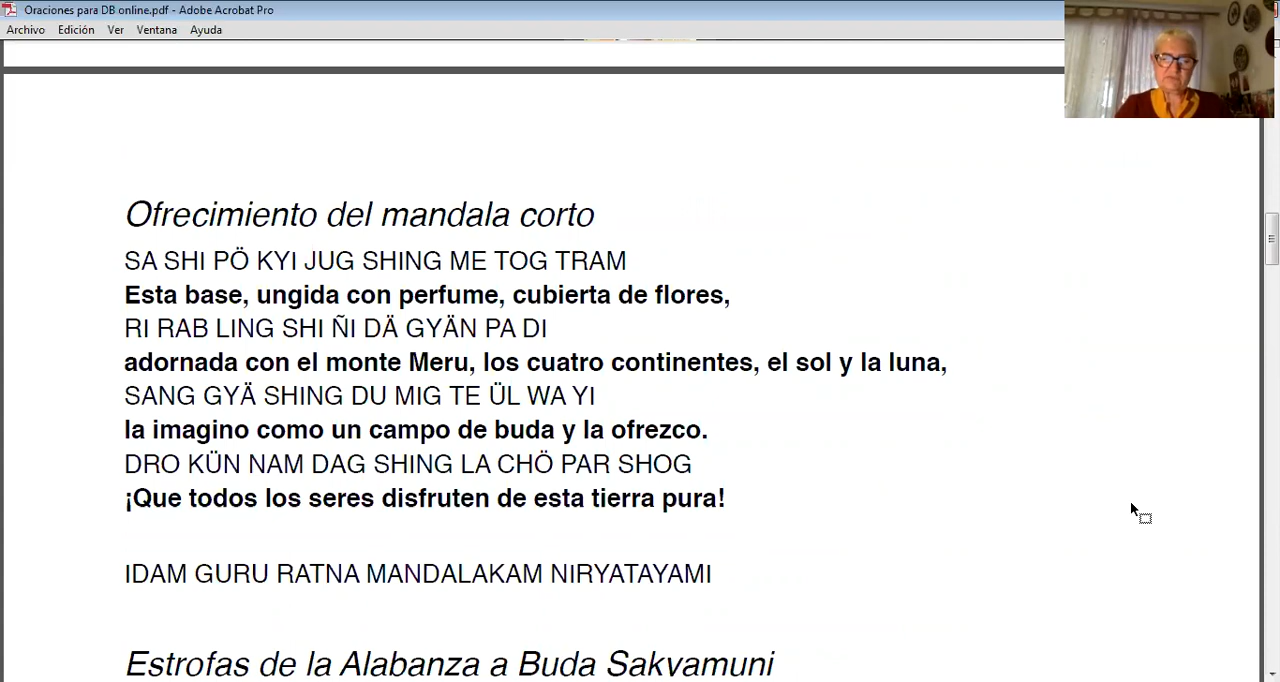 Oraciones para DB online.pdf - Adobe Acrobat Pro
Archivo Edición Ver Ventana Ayuda
Ofrecimiento del mandala corto
SA SHI PÖ KYI JUG SHING ME TOG TRAM
Esta base, ungida con perfume, cubierta de flores,
RI RAB LING SHI ÑI DÄ GYÄN PA DI
adornada con el monte Meru, los cuatro continentes, el sol y la luna,
SANG GYÄ SHING DU MIG TE ÜL WA YI
la imagino como un campo de buda y la ofrezco.
DRO KÜN NAM DAG SHING LA CHÖ PAR SHOG
¡Que todos los seres disfruten de esta tierra pura!
IDAM GURU RATNA MANDALAKAM NIRYATAYAMI
Estrofas de la Alabanza a Buda Sakyamuni